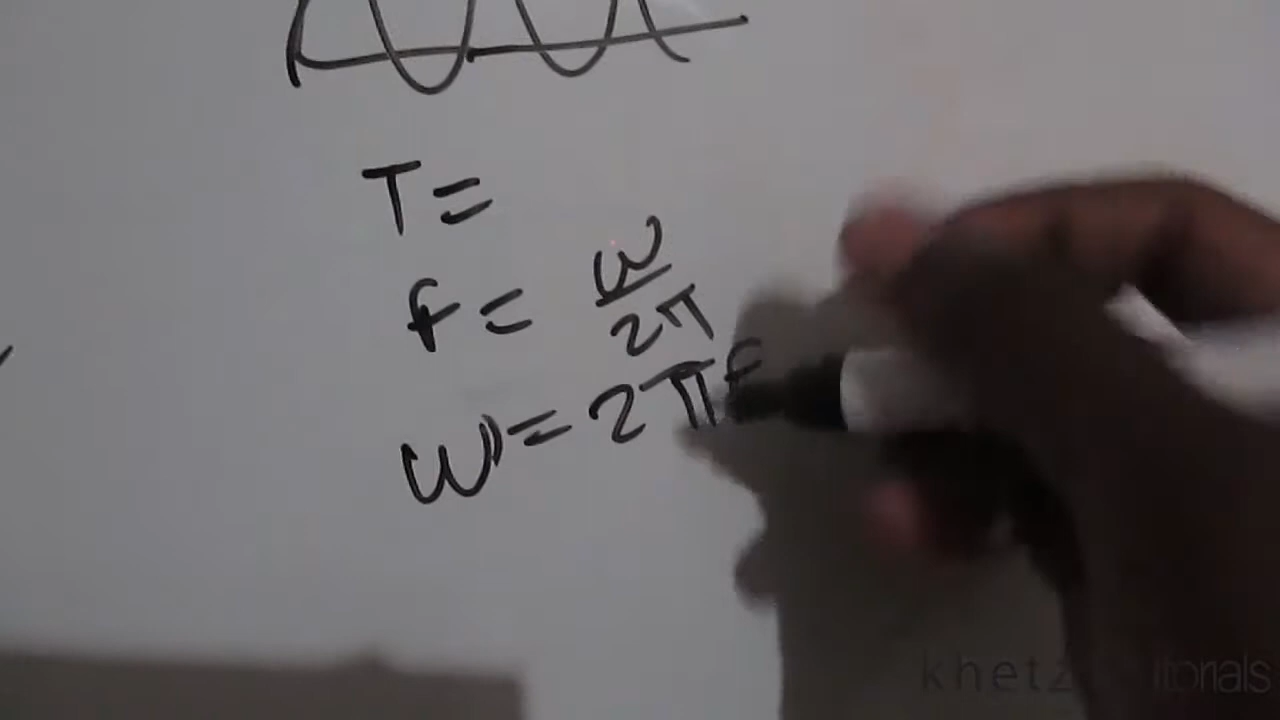 T=
f= ω/2π
ω= 2πf
khetz tutorials